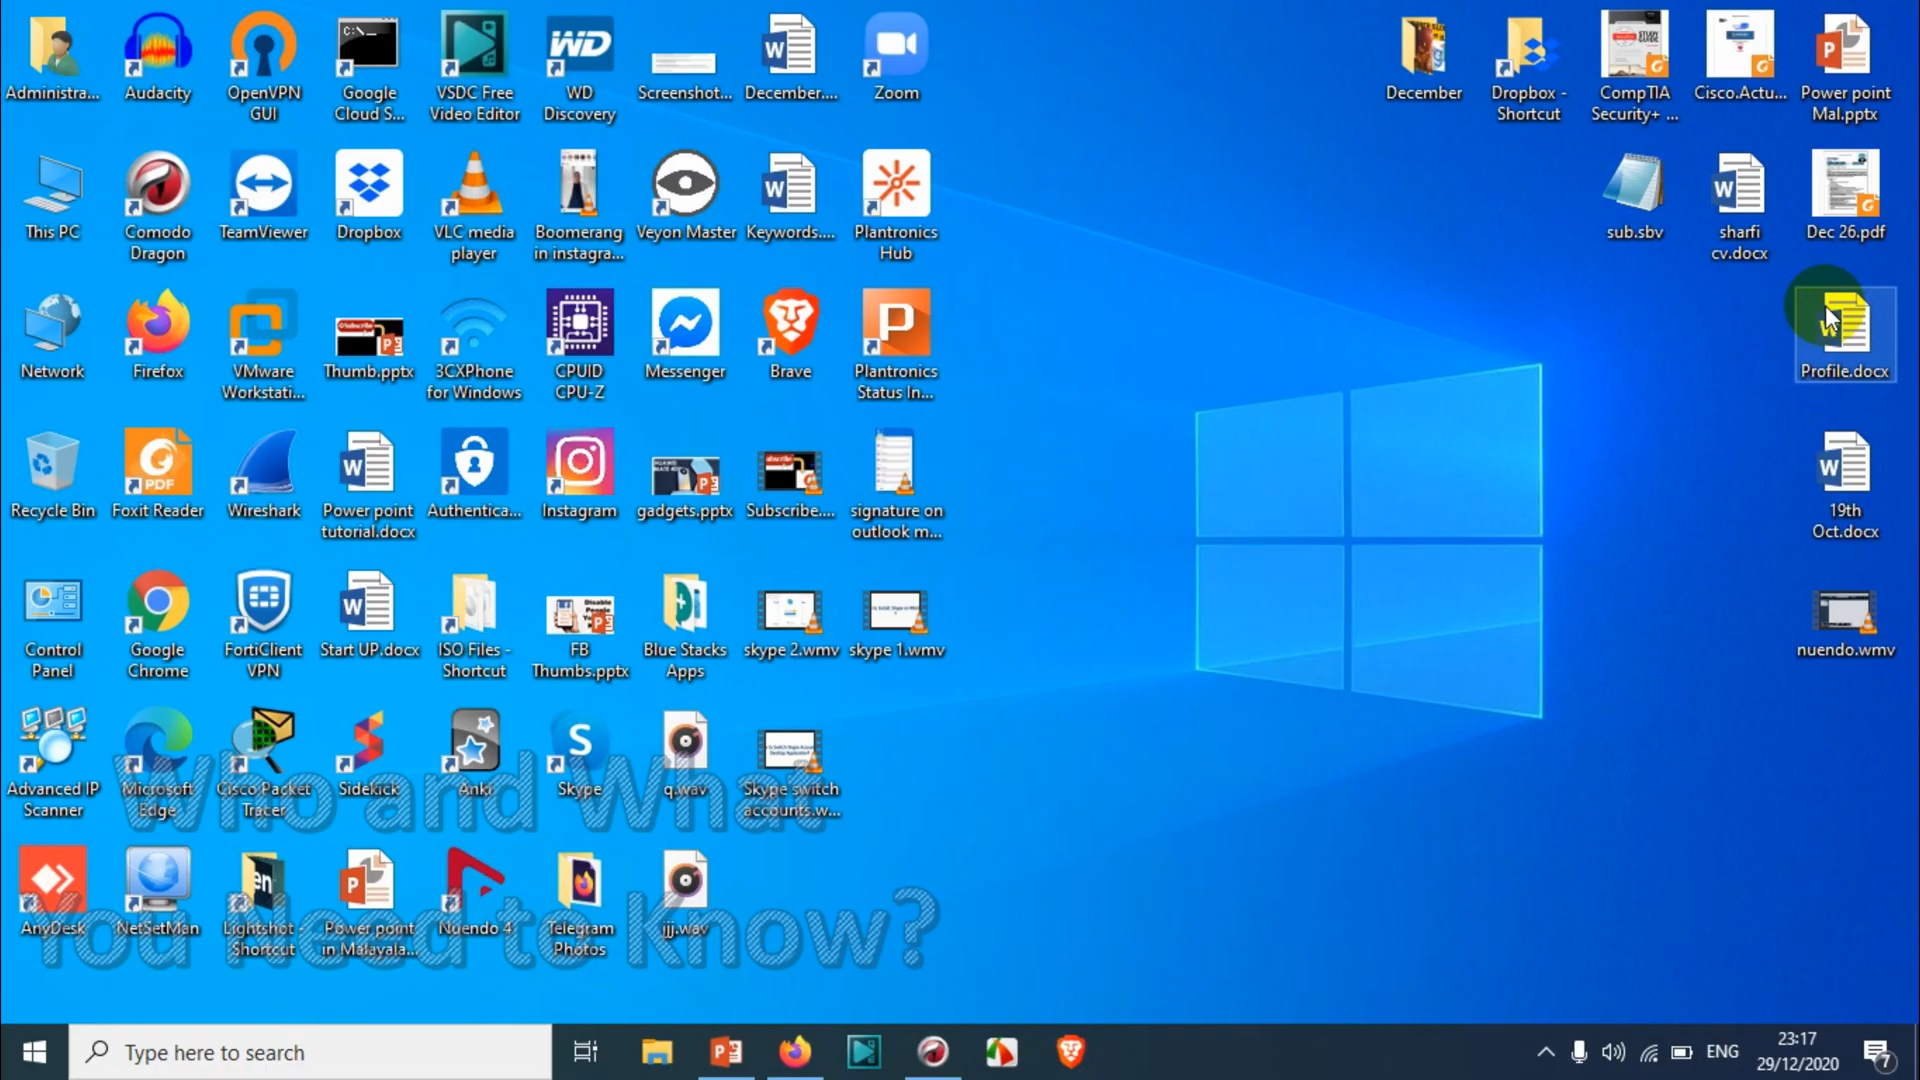 Administra...
Audacity
OpenVPN
GUI
Google
Cloud S...
VSDC Free
Video Editor
WD
WD
Discovery
Screenshot...
December....
Zoom
December
Dropbox -
Shortcut
STUDY
GUIDE
CompTIA
Security+ ...
Cisco.Actu...
Power point
Mal.pptx
This PC
Comodo
Dragon
TeamViewer
Dropbox
VLC media
player
Boomerang
in instagra...
Veyon Master
Keywords....
Plantronics
Hub
sub.sbv
sharfi
cv.docx
Dec 26.pdf
Network
Firefox
VMware
Workstati...
Thumb.pptx
3CXPhone
for Windows
CPUID
CPU-Z
Messenger
Brave
Plantronics
Status In...
Profile.docx
Recycle Bin
PDF
Foxit Reader
Wireshark
Power point
tutorial.docx
Authentica...
Instagram
gadgets.pptx
Subscribe....
signature on
outlook m...
19th
Oct.docx
Control
Panel
Google
Chrome
FortiClient
VPN
Start UP.docx
ISO Files -
Shortcut
FB
Thumbs.pptx
Blue Stacks
Apps
skype 2.wmv
skype 1.wmv
nuendo.wmv
Advanced IP
Scanner
Microsoft
Edge
Cisco Packet
Tracer
Sidekick
Anki
Skype
q.wav
Skype switch
accounts.w...
Who and What
AnyDesk
NetSetMan
Lightshot -
Shortcut
Power point
in Malayala...
Nuendo 4
Telegram
Photos
jjj.wav
You Need to Know?
Type here to search
ENG
23:17
29/12/2020
7